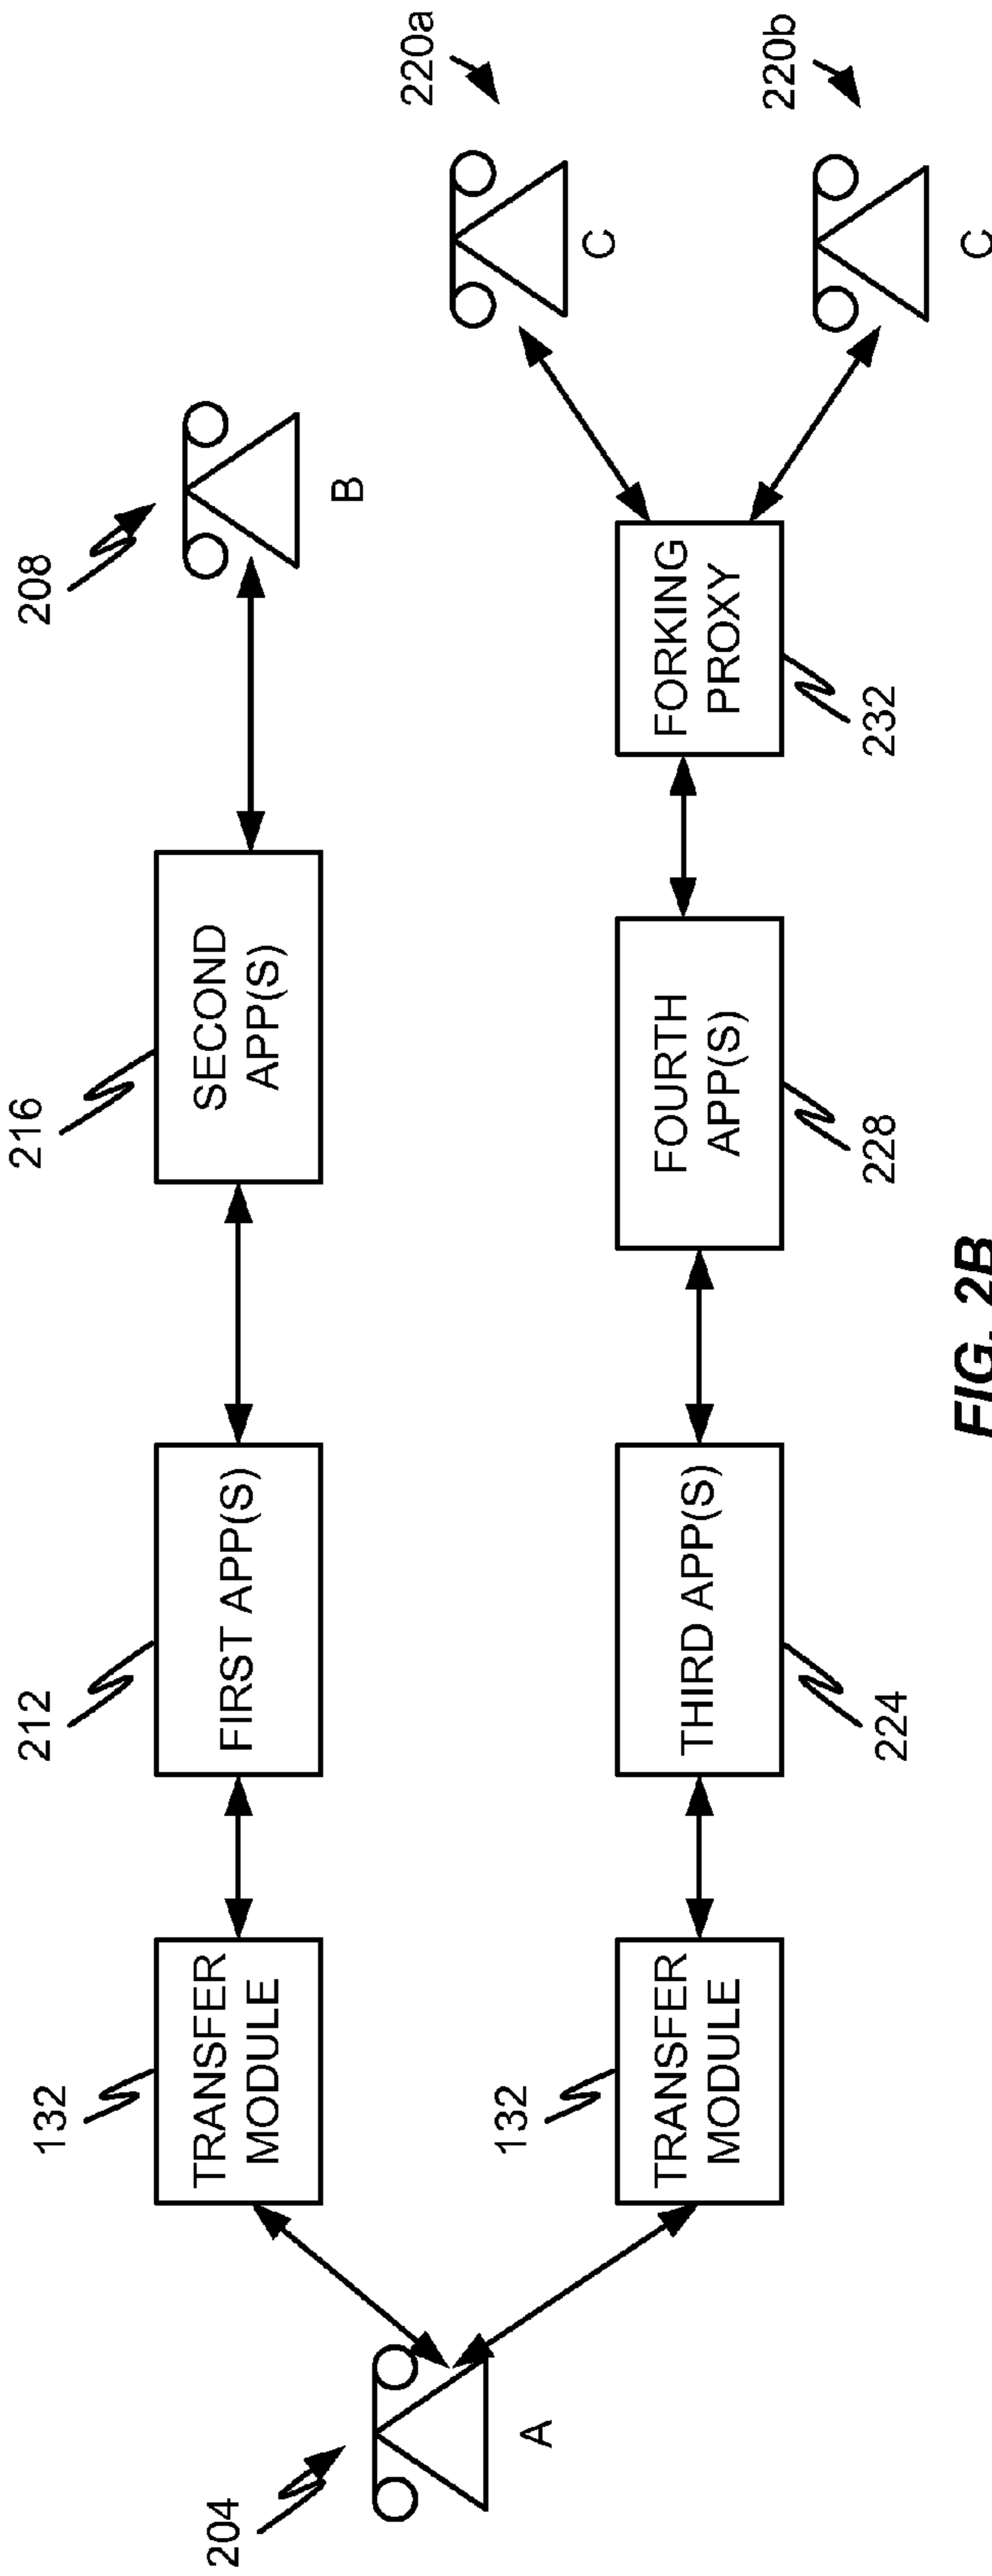 204
A
132
TRANSFER
MODULE
212
FIRST APP(S)
216
SECOND
APP(S)
208
B
132
TRANSFER
MODULE
THIRD APP(S)
224
FOURTH
APP(S)
228
FORKING
PROXY
232
220a
C
220b
C
FIG. 2B